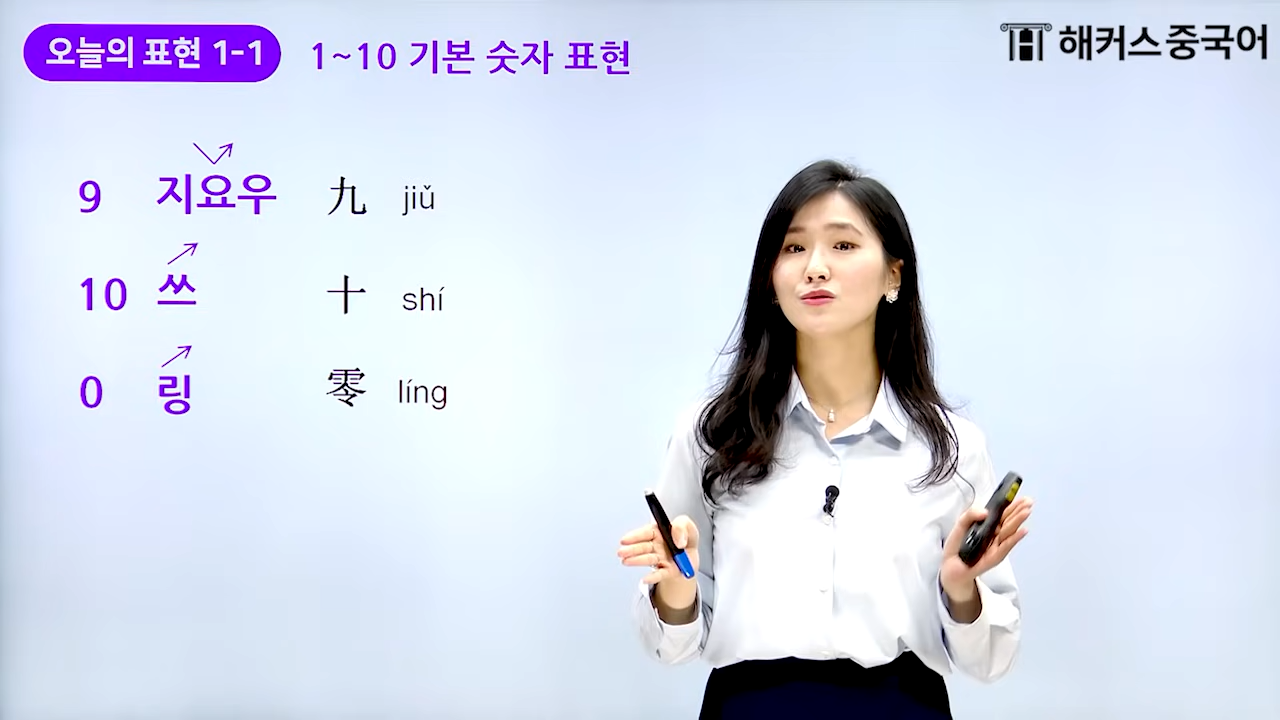 오늘의 표현 1-1 1~10 기본 숫자 표현
해커스중국어
9 지요우 九 jiǔ
10 쓰 十 shí
0 링 零 líng